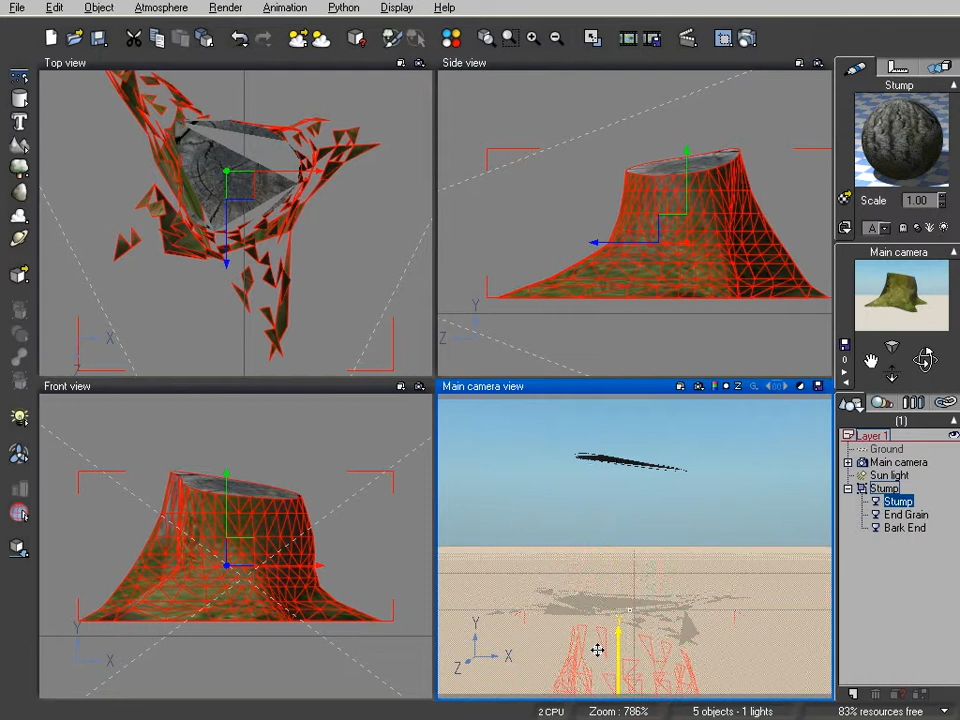 File Edit Object Atmosphere Render Animation Python Display Help
Top view
Side view
Stump
Scale 1.00
A
Main camera
X
Y
Z
0
Front view
Main camera view
Z G
(1)
Layer 1
Ground
Main camera
Sun light
Stump
Stump
End Grain
Bark End
Y
X
Y
X
Z
2 CPU Zoom : 786% 5 objects - 1 lights 83% resources free